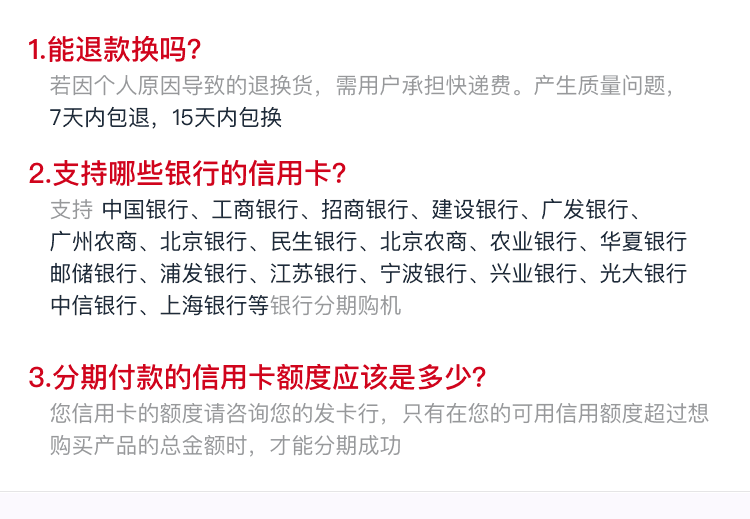 1.能退款换吗?
若因个人原因导致的退换货，需用户承担快递费。产生质量问题，
7天内包退，15天内包换
2.支持哪些银行的信用卡?
支持 中国银行、工商银行、招商银行、建设银行、广发银行、
广州农商、北京银行、民生银行、北京农商、农业银行、华夏银行
邮储银行、浦发银行、江苏银行、宁波银行、兴业银行、光大银行
中信银行、上海银行等银行分期购机
3.分期付款的信用卡额度应该是多少?
您信用卡的额度请咨询您的发卡行，只有在您的可用信用额度超过想
购买产品的总金额时，才能分期成功